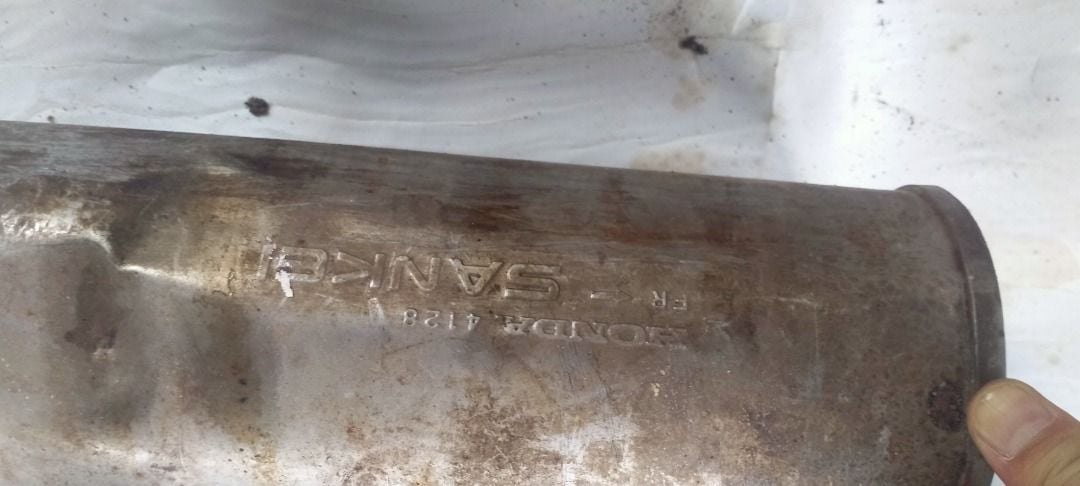 HONDA 4128
FR SANKEI